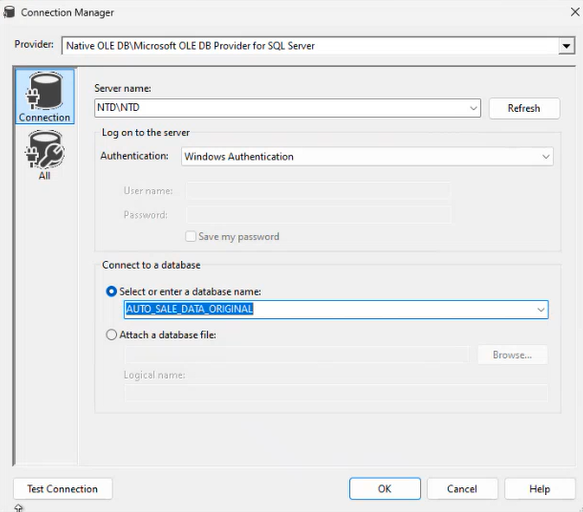 Connection Manager
Provider: Native OLE DB\Microsoft OLE DB Provider for SQL Server
Connection
All
Server name:
NTD\NTD
Refresh
Log on to the server
Authentication: Windows Authentication
User name:
Password:
Save my password
Connect to a database
Select or enter a database name:
AUTO_SALE_DATA_ORIGINAL
Attach a database file:
Browse...
Logical name:
Test Connection
OK
Cancel
Help